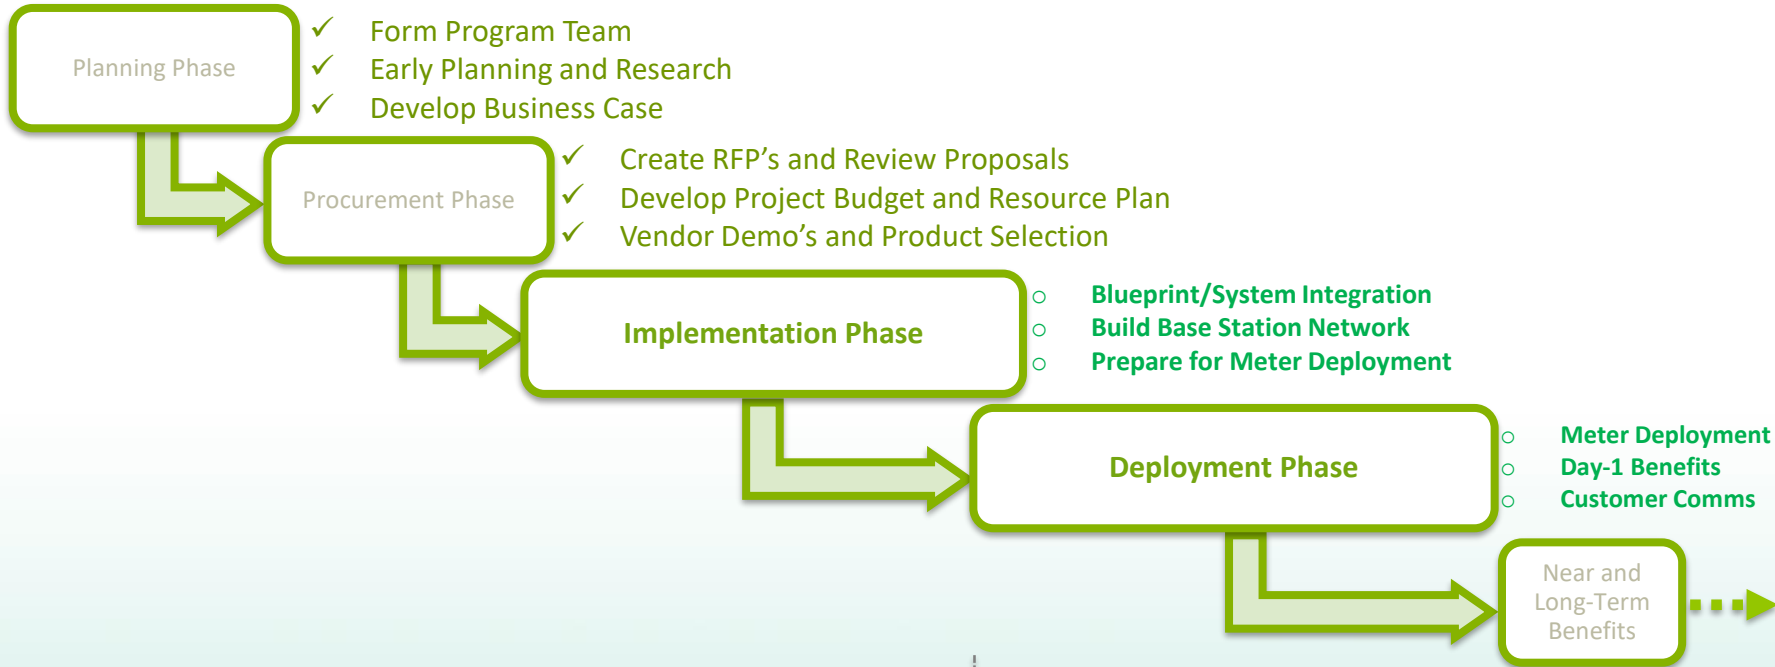 Planning Phase
✓ Form Program Team
✓ Early Planning and Research
✓ Develop Business Case
Procurement Phase
✓ Create RFP's and Review Proposals
✓ Develop Project Budget and Resource Plan
✓ Vendor Demo's and Product Selection
Implementation Phase
o Blueprint/System Integration
o Build Base Station Network
o Prepare for Meter Deployment
Deployment Phase
o Meter Deployment
o Day-1 Benefits
o Customer Comms
Near and
Long-Term
Benefits